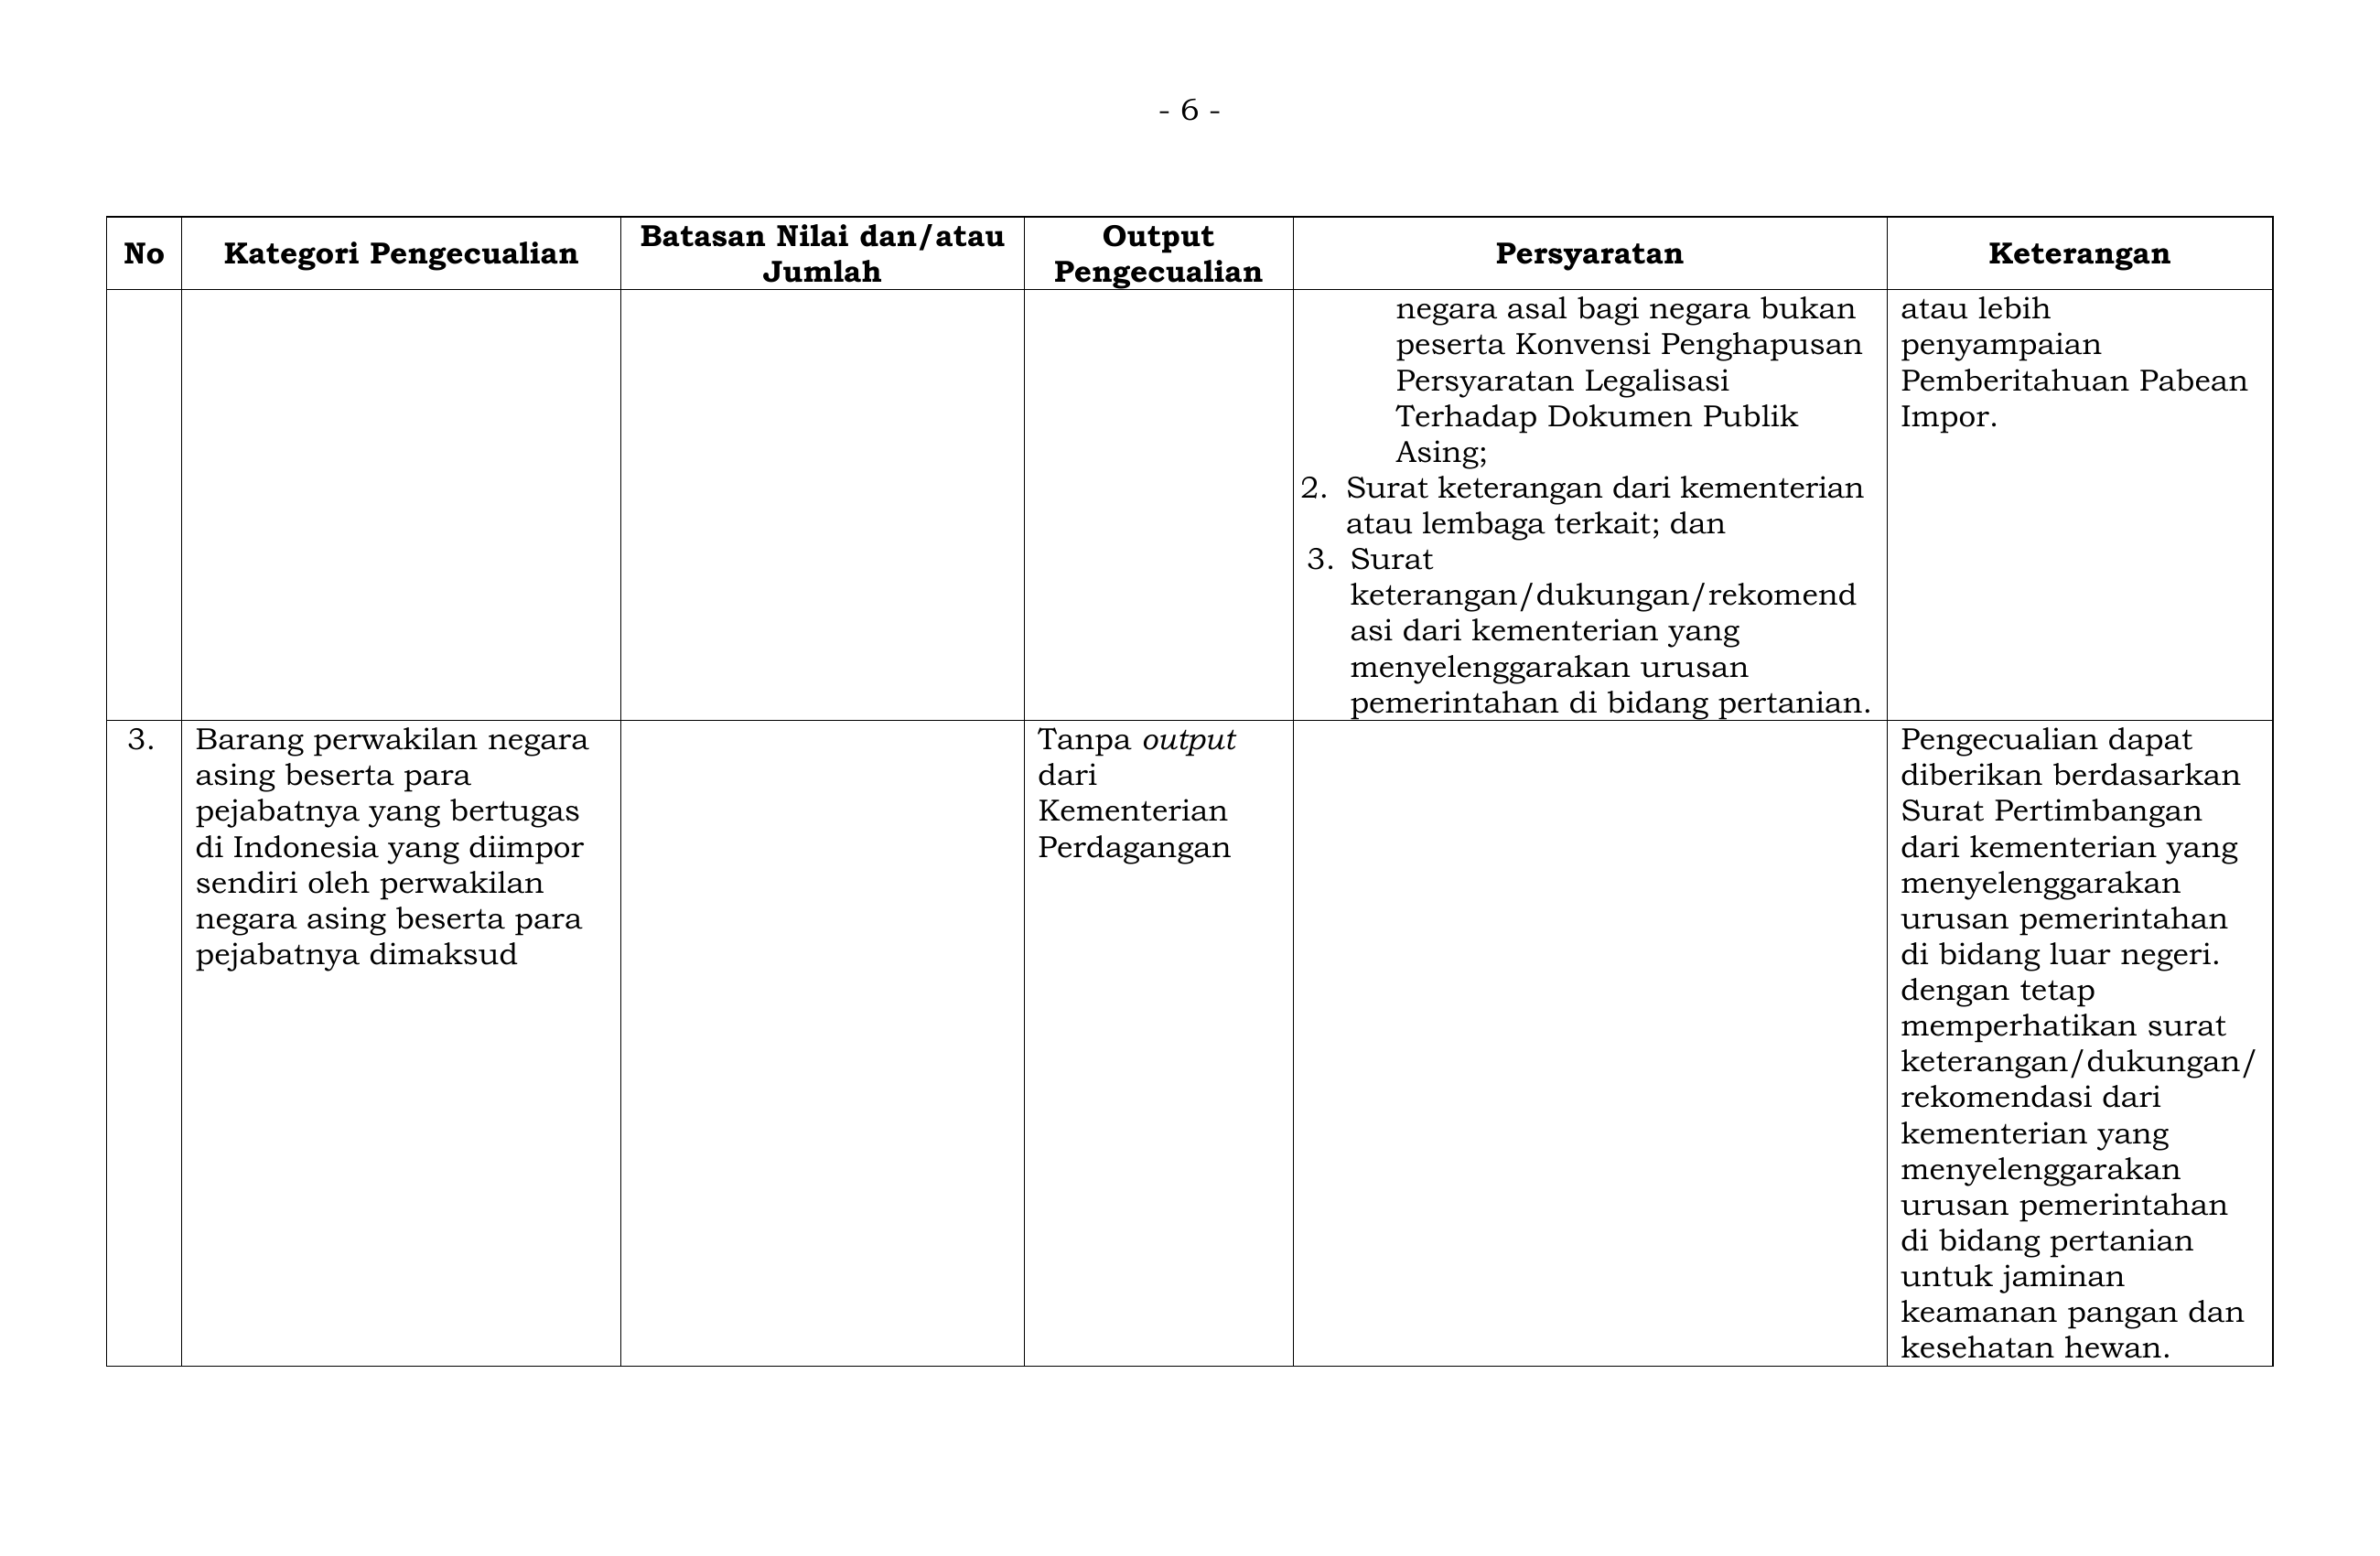 - 6 -
No
Kategori Pengecualian
Batasan Nilai dan/atau
Jumlah
Output
Pengecualian
Persyaratan
Keterangan
negara asal bagi negara bukan
peserta Konvensi Penghapusan
Persyaratan Legalisasi
Terhadap Dokumen Publik
Asing;
2. Surat keterangan dari kementerian
atau lembaga terkait; dan
3. Surat
keterangan/dukungan/rekomend
asi dari kementerian yang
menyelenggarakan urusan
pemerintahan di bidang pertanian.
atau lebih
penyampaian
Pemberitahuan Pabean
Impor.
3.
Barang perwakilan negara
asing beserta para
pejabatnya yang bertugas
di Indonesia yang diimpor
sendiri oleh perwakilan
negara asing beserta para
pejabatnya dimaksud
Tanpa output
dari
Kementerian
Perdagangan
Pengecualian dapat
diberikan berdasarkan
Surat Pertimbangan
dari kementerian yang
menyelenggarakan
urusan pemerintahan
di bidang luar negeri.
dengan tetap
memperhatikan surat
keterangan/dukungan/
rekomendasi dari
kementerian yang
menyelenggarakan
urusan pemerintahan
di bidang pertanian
untuk jaminan
keamanan pangan dan
kesehatan hewan.